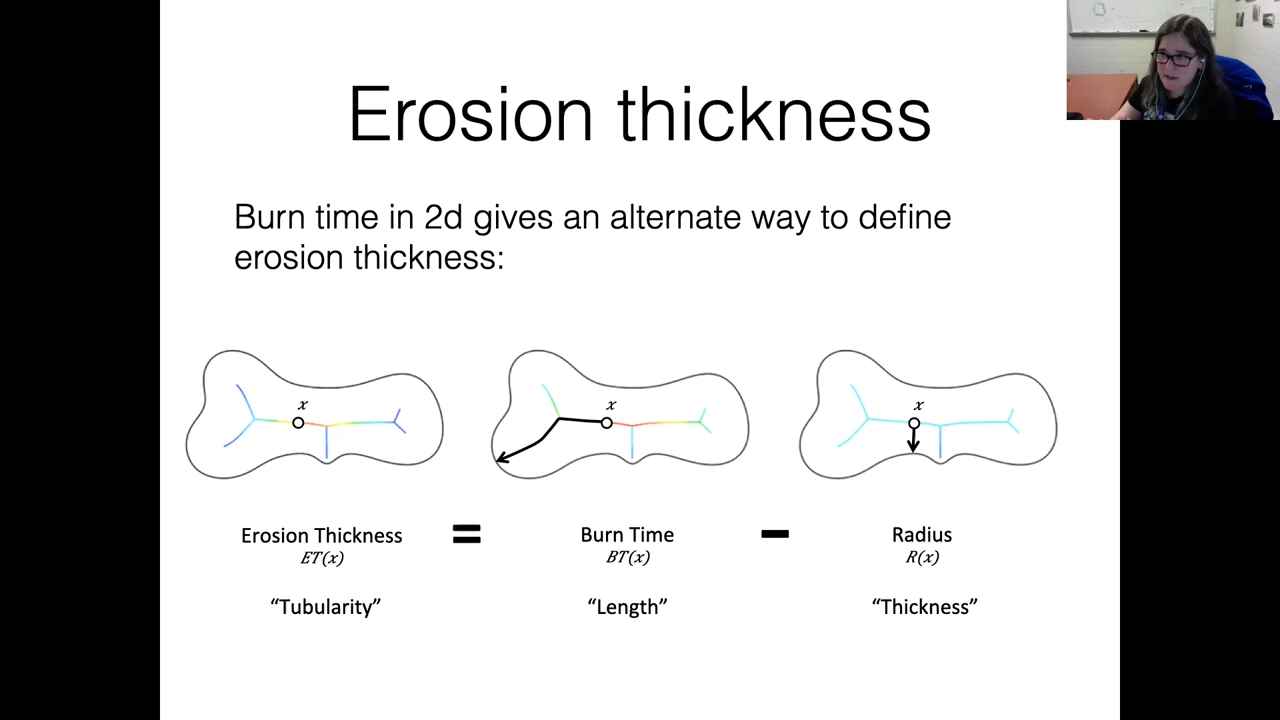 Erosion thickness
Burn time in 2d gives an alternate way to define
erosion thickness:
x
x
x
Erosion Thickness = Burn Time − Radius
ET(x)
BT(x)
R(x)
“Tubularity”
“Length”
“Thickness”